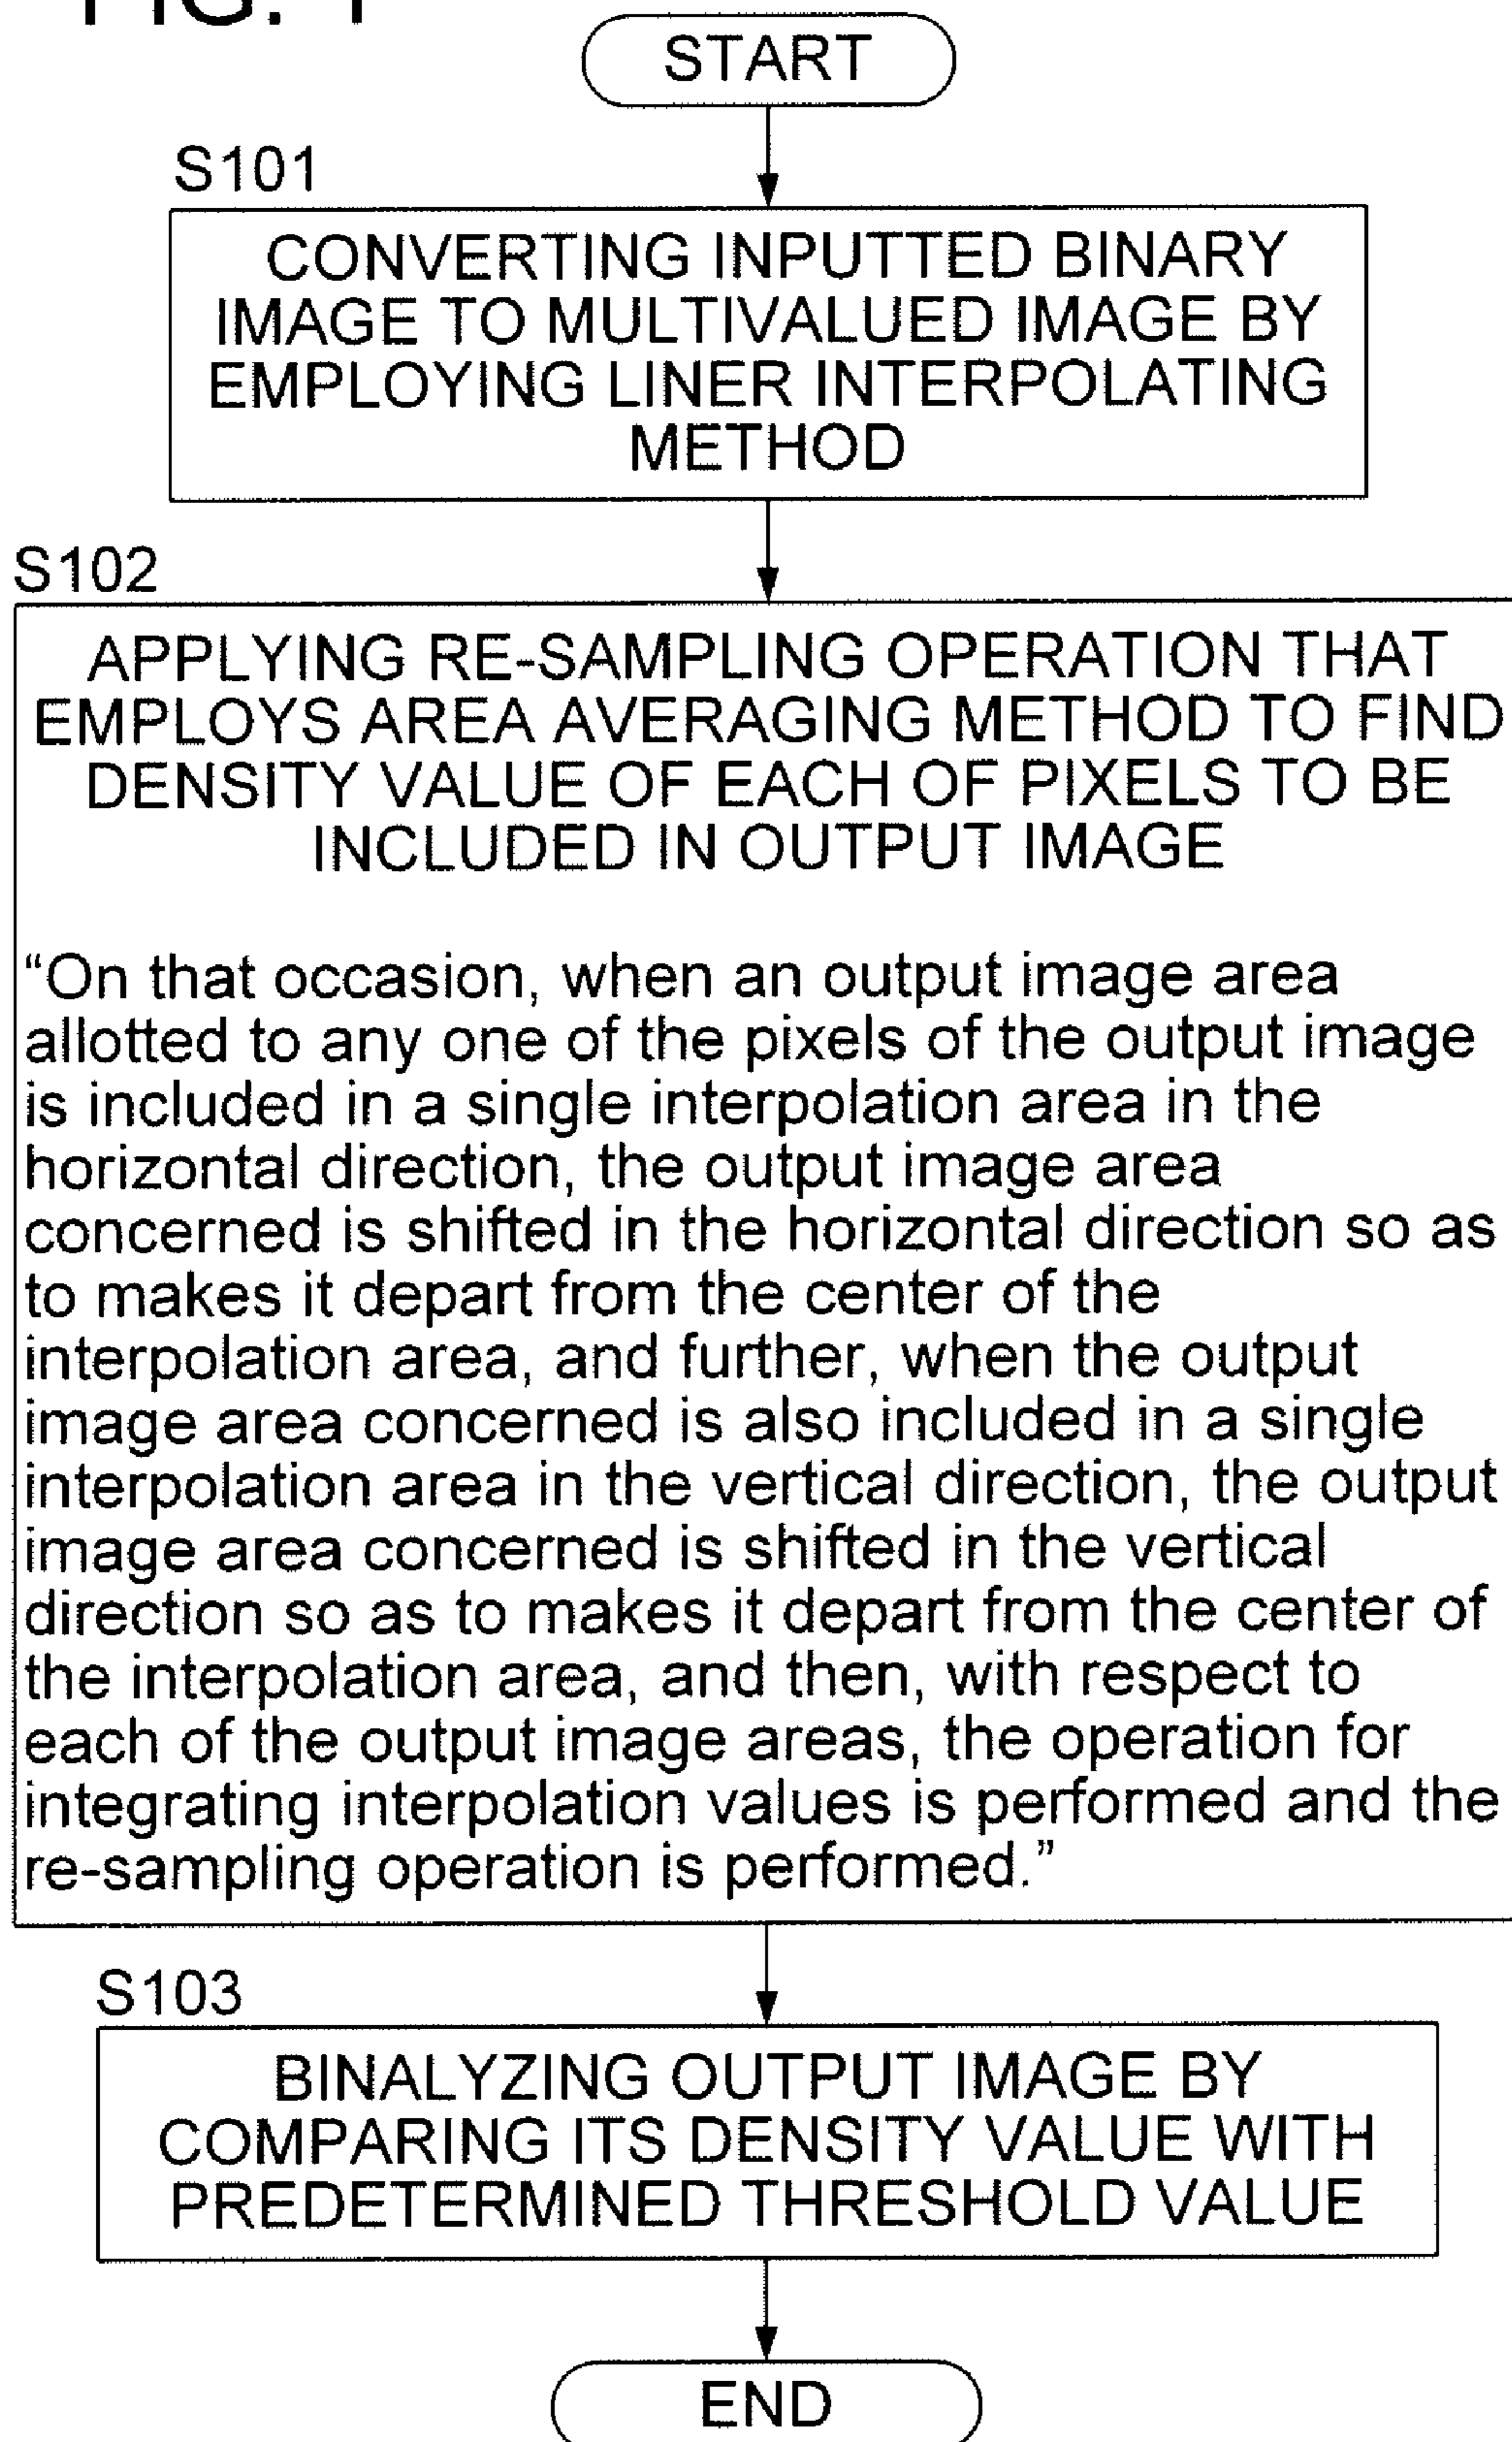 FIG. 1
START
S101
CONVERTING INPUTTED BINARY
IMAGE TO MULTIVALUED IMAGE BY
EMPLOYING LINER INTERPOLATING
METHOD
S102
APPLYING RE-SAMPLING OPERATION THAT
EMPLOYS AREA AVERAGING METHOD TO FIND
DENSITY VALUE OF EACH OF PIXELS TO BE
INCLUDED IN OUTPUT IMAGE
“On that occasion, when an output image area
allotted to any one of the pixels of the output image
is included in a single interpolation area in the
horizontal direction, the output image area
concerned is shifted in the horizontal direction so as
to makes it depart from the center of the
interpolation area, and further, when the output
image area concerned is also included in a single
interpolation area in the vertical direction, the output
image area concerned is shifted in the vertical
direction so as to makes it depart from the center of
the interpolation area, and then, with respect to
each of the output image areas, the operation for
integrating interpolation values is performed and the
re-sampling operation is performed.”
S103
BINALYZING OUTPUT IMAGE BY
COMPARING ITS DENSITY VALUE WITH
PREDETERMINED THRESHOLD VALUE
END